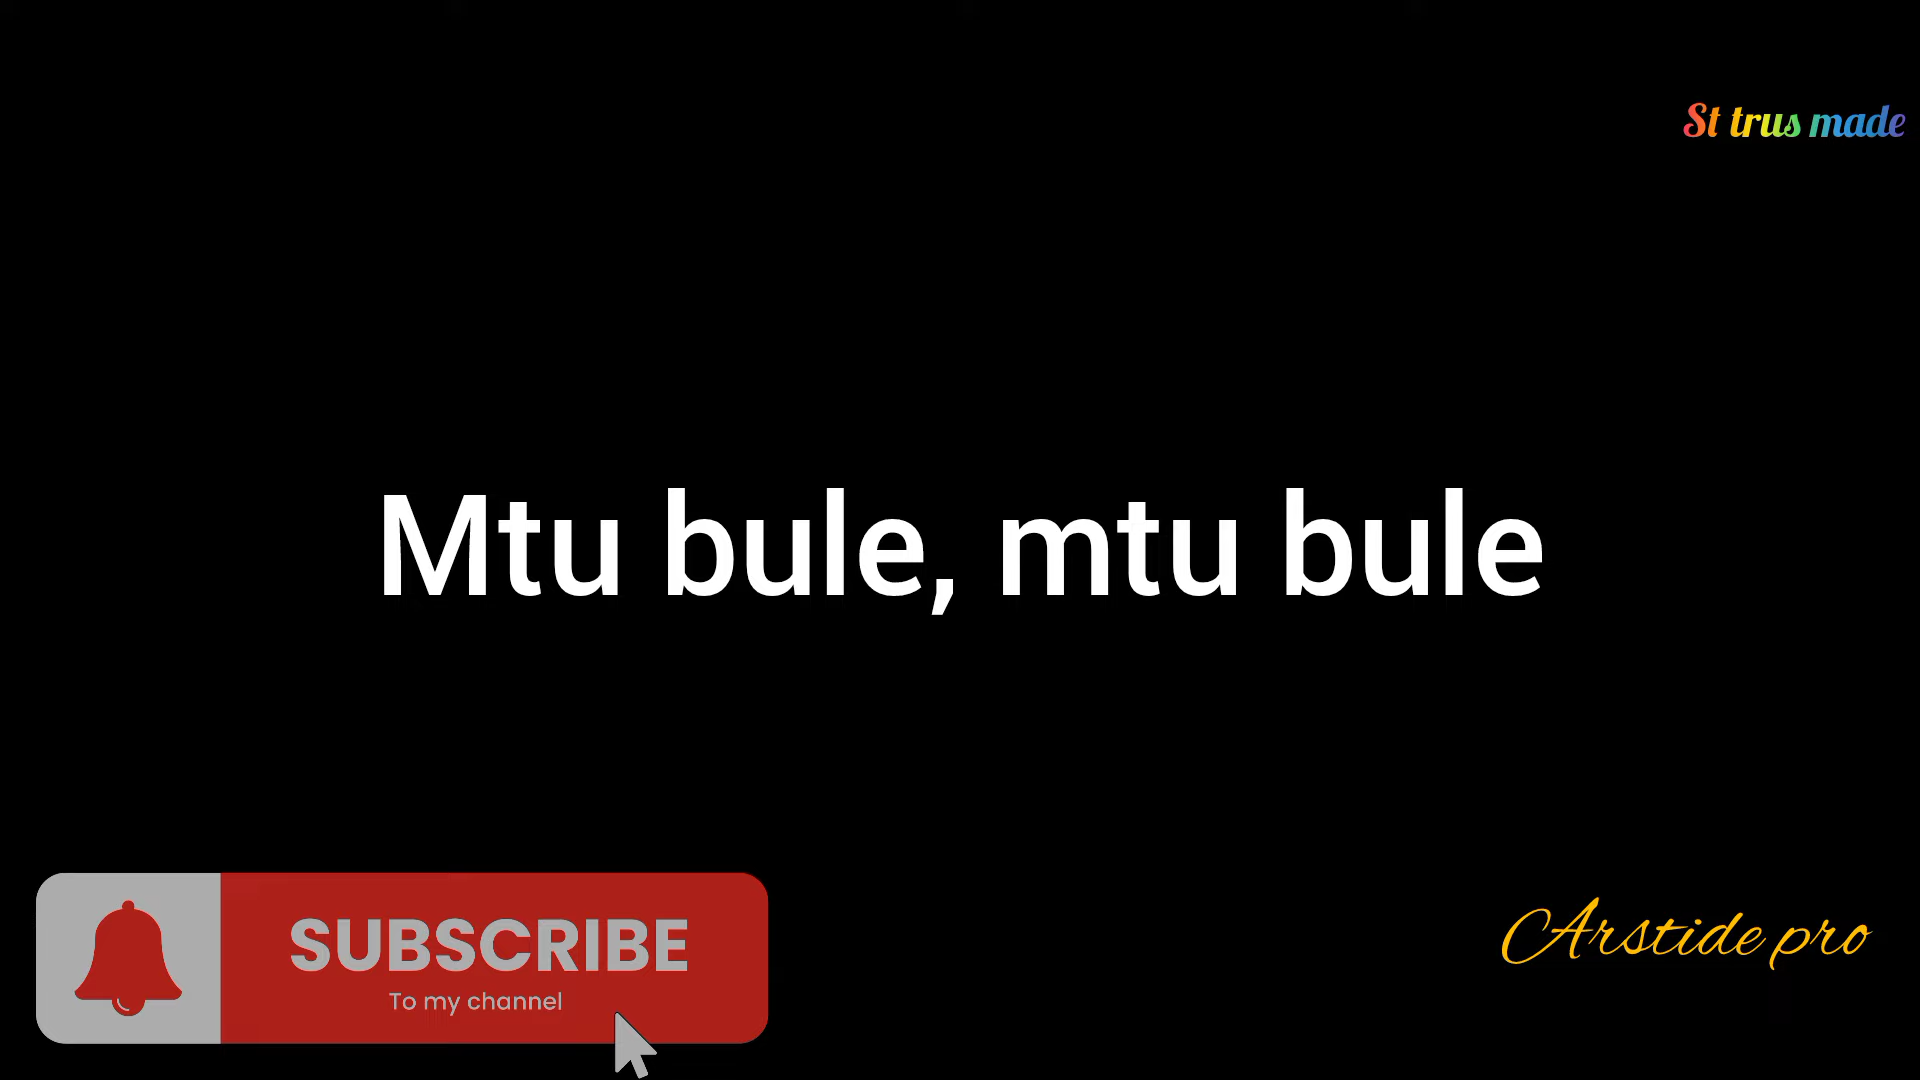 St trus made
Mtu bule, mtu bule
SUBSCRIBE
To my channel
Arstide pro